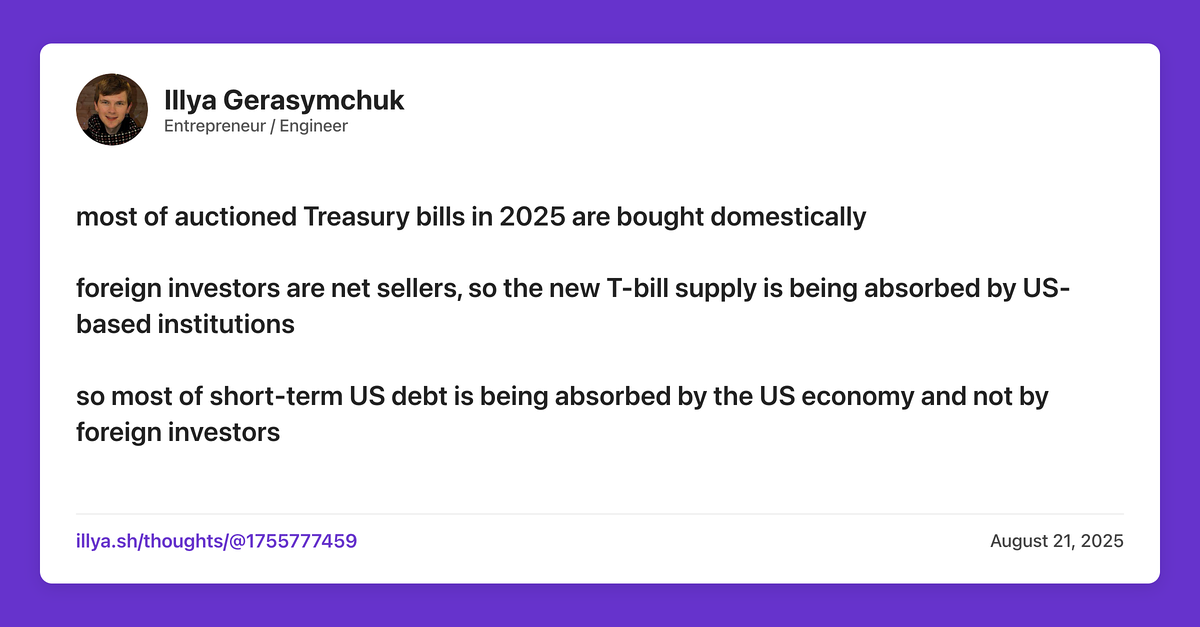 Illya Gerasymchuk
Entrepreneur / Engineer
most of auctioned Treasury bills in 2025 are bought domestically
foreign investors are net sellers, so the new T-bill supply is being absorbed by US-
based institutions
so most of short-term US debt is being absorbed by the US economy and not by
foreign investors
illya.sh/thoughts/@1755777459
August 21, 2025